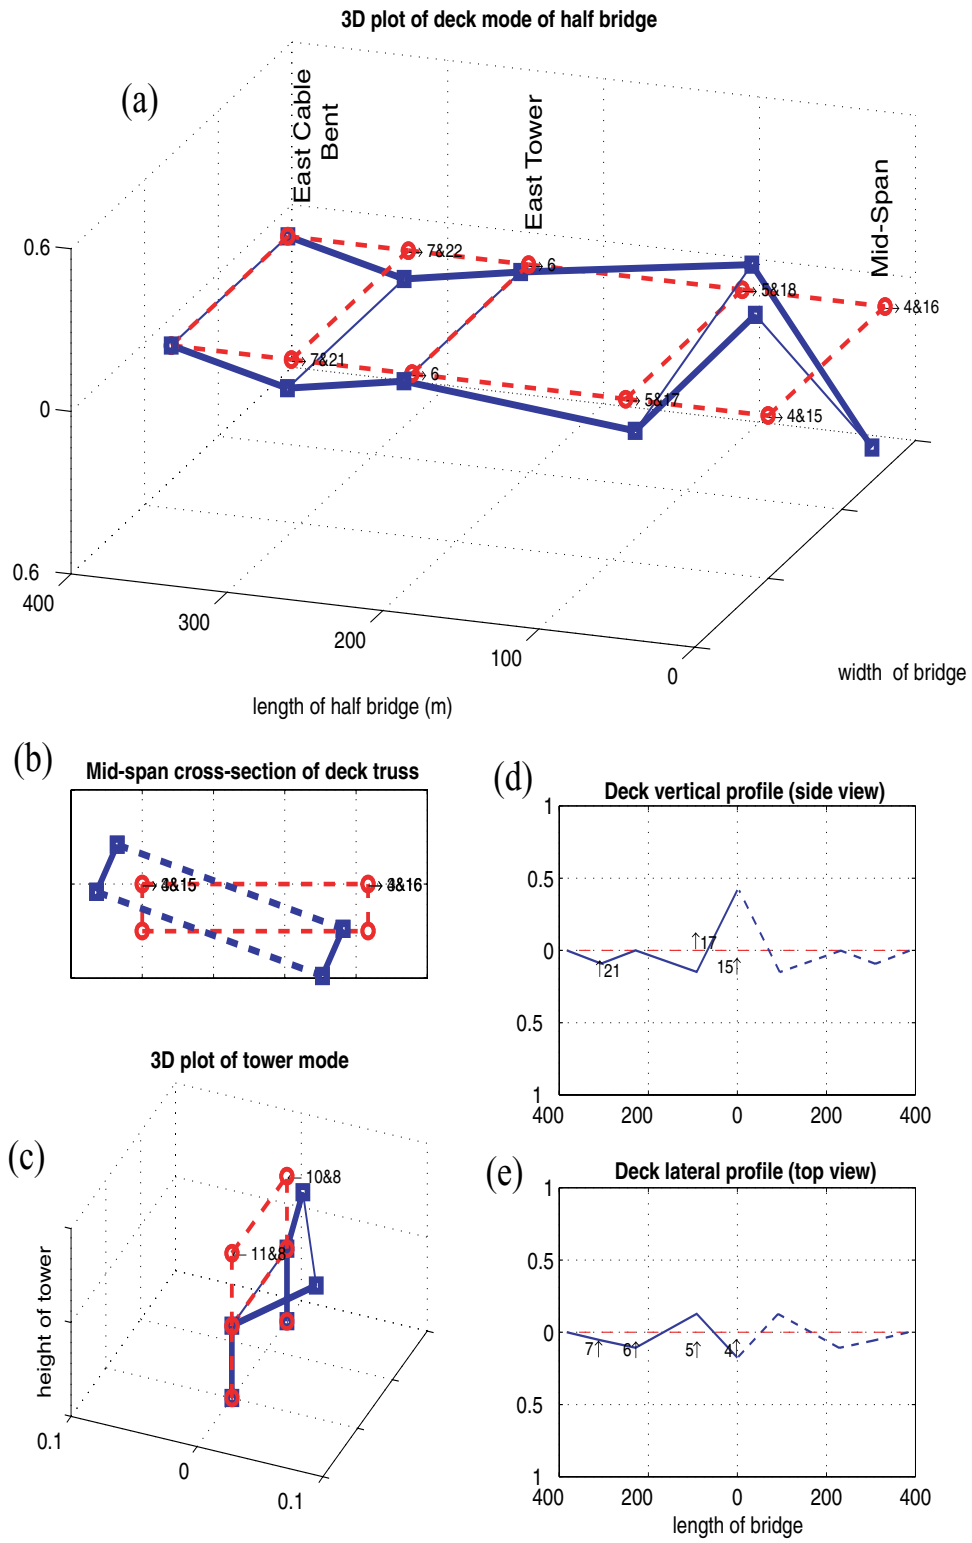 3D plot of deck mode of half bridge
(a)
East Cable
Bent
East Tower
Mid-Span
0.6
0
0.6
→ 7&22
→ 6
→ 5&18
→ 4&16
→ 7&21
→ 6
→ 5&17
→ 4&15
400
300
200
100
0
length of half bridge (m)
width of bridge
(b)
Mid-span cross-section of deck truss
→ 4&15
→ 4&16
(c)
3D plot of tower mode
← 10&8
← 11&8
height of tower
0.1
0
0.1
(d)
Deck vertical profile (side view)
1
0.5
0
0.5
1
↑21
↑17
15↑
400
200
0
200
400
(e)
Deck lateral profile (top view)
1
0.5
0
0.5
1
7↑
6↑
5↑
4↑
400
200
0
200
400
length of bridge